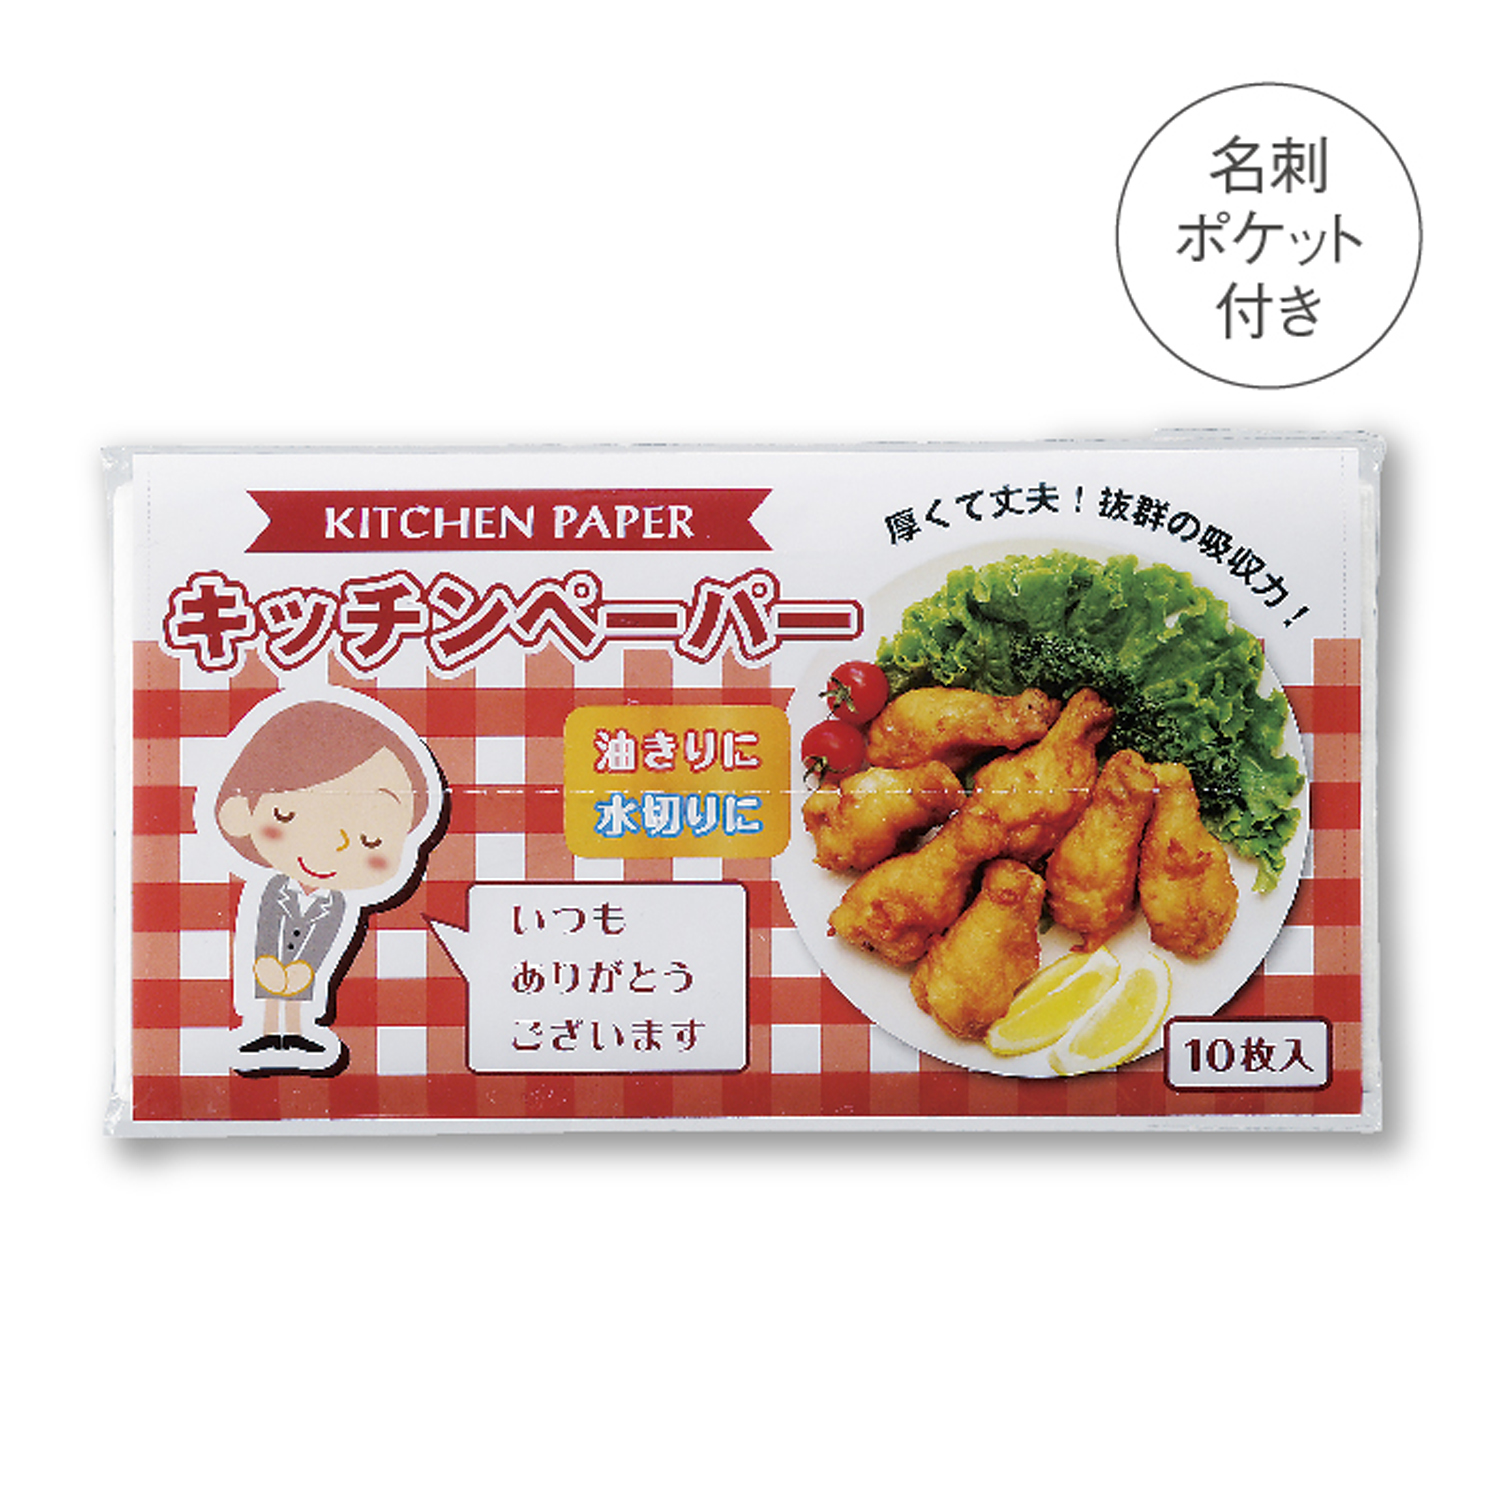 名刺
ポケット
付き
KITCHEN PAPER
厚くて丈夫！抜群の吸収力！
キッチンペーパー
油きりに
水切りに
いつも
ありがとう
ございます
10枚入